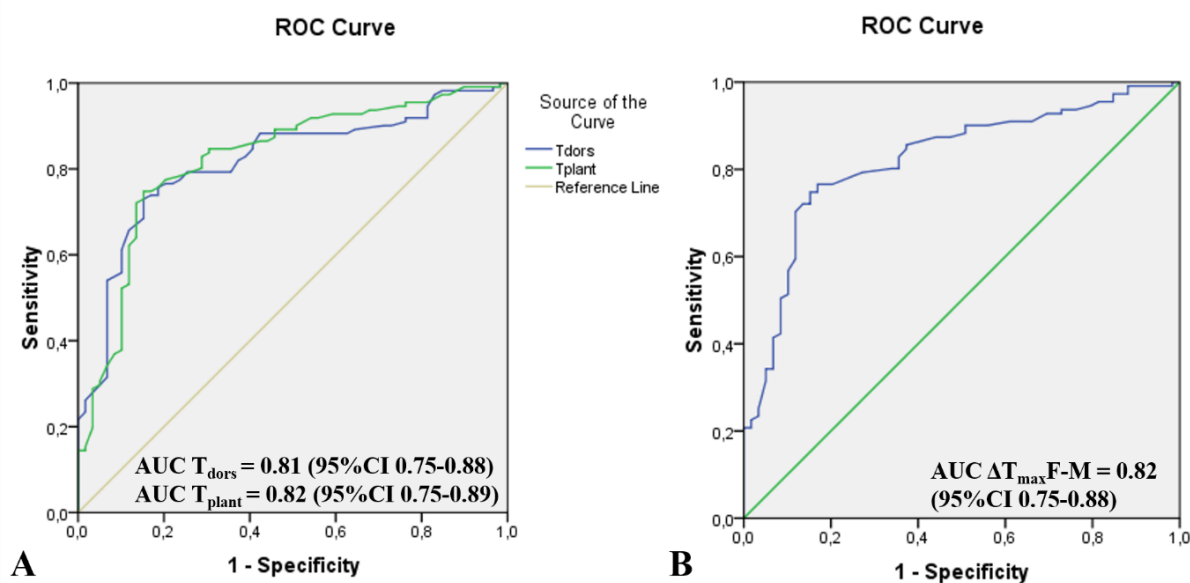 ROC Curve
1,0
0,8
0,6
0,4
0,2
0,0
Sensitivity
0,0 0,2 0,4 0,6 0,8 1,0
1 - Specificity
Source of the
Curve
Tdors
Tplant
Reference Line
AUC Tdors = 0.81 (95%CI 0.75-0.88)
AUC Tplant = 0.82 (95%CI 0.75-0.89)
A
ROC Curve
1,0
0,8
0,6
0,4
0,2
0,0
Sensitivity
0,0 0,2 0,4 0,6 0,8 1,0
1 - Specificity
AUC ΔTmaxF-M = 0.82
(95%CI 0.75-0.88)
B